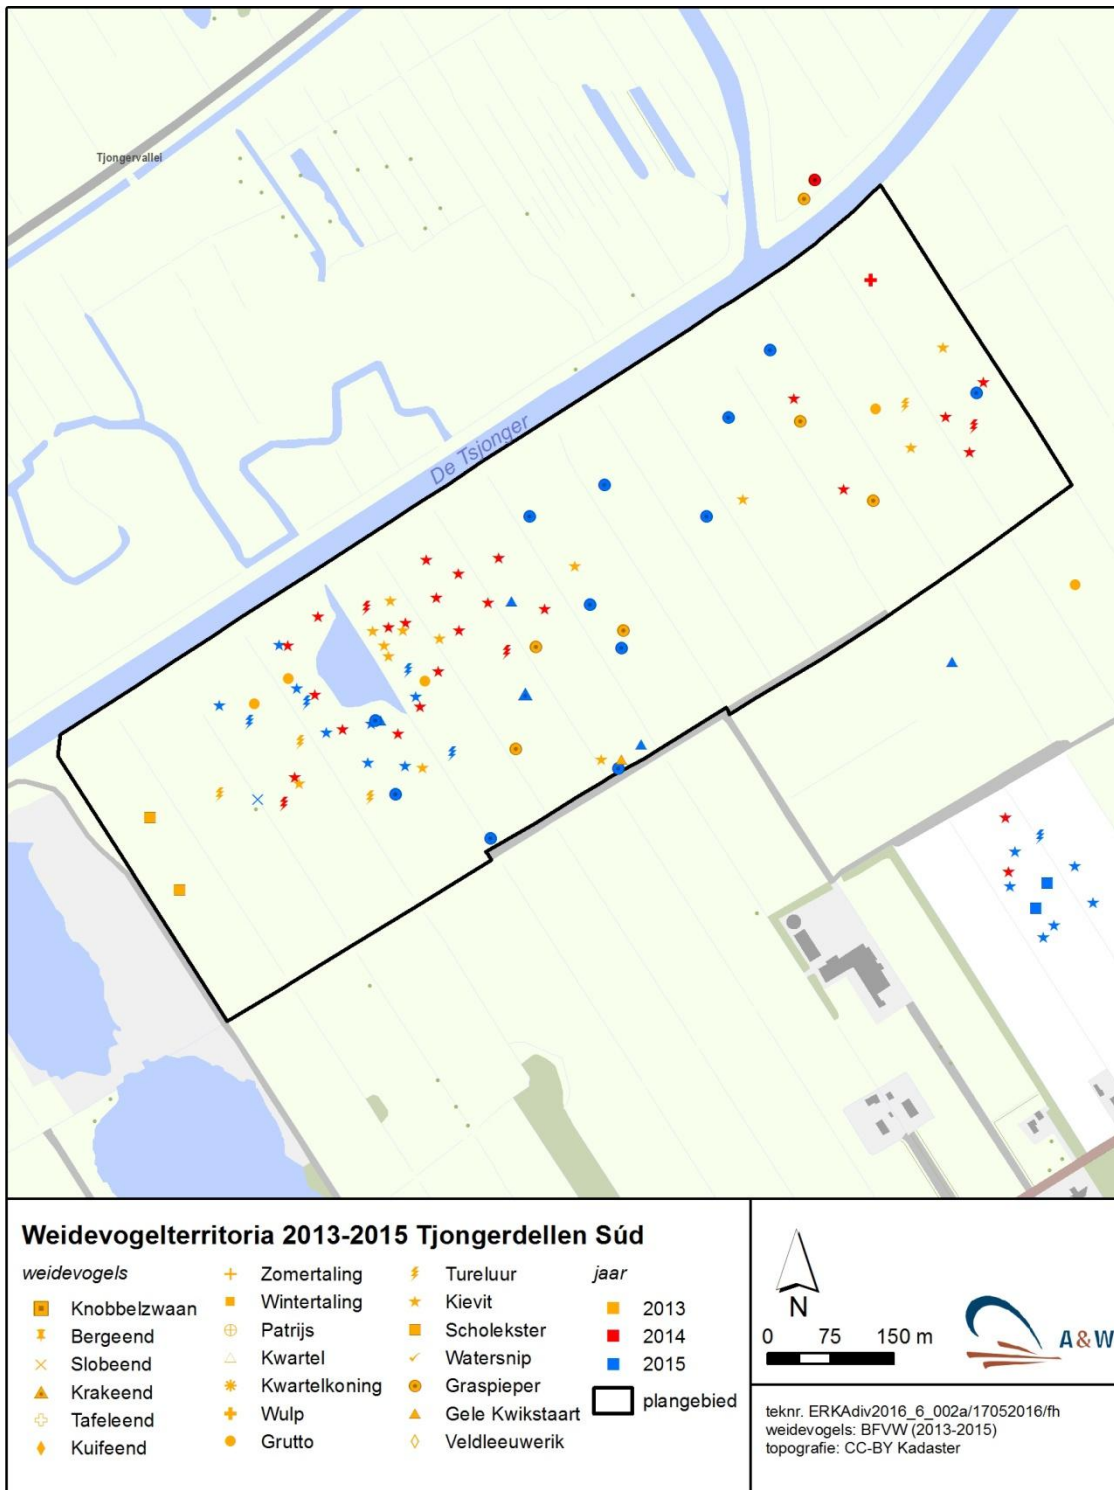 Tjongervallei
De Tsjonger
Weidevogelterritoria 2013-2015 Tjongerdellen Súd
weidevogels
Knobbelzwaan
Bergeend
Slobeend
Krakeend
Tafeleend
Kuifeend
Zomertaling
Wintertaling
Patrijs
Kwartel
Kwartelkoning
Wulp
Grutto
Tureluur
Kievit
Scholekster
Watersnip
Graspieper
Gele Kwikstaart
Veldleeuwerik
jaar
2013
2014
2015
plangebied
N
0 75 150 m
A&W
teknr. ERKAdiv2016_6_002a/17052016/fh
weidevogels: BFVW (2013-2015)
topografie: CC-BY Kadaster